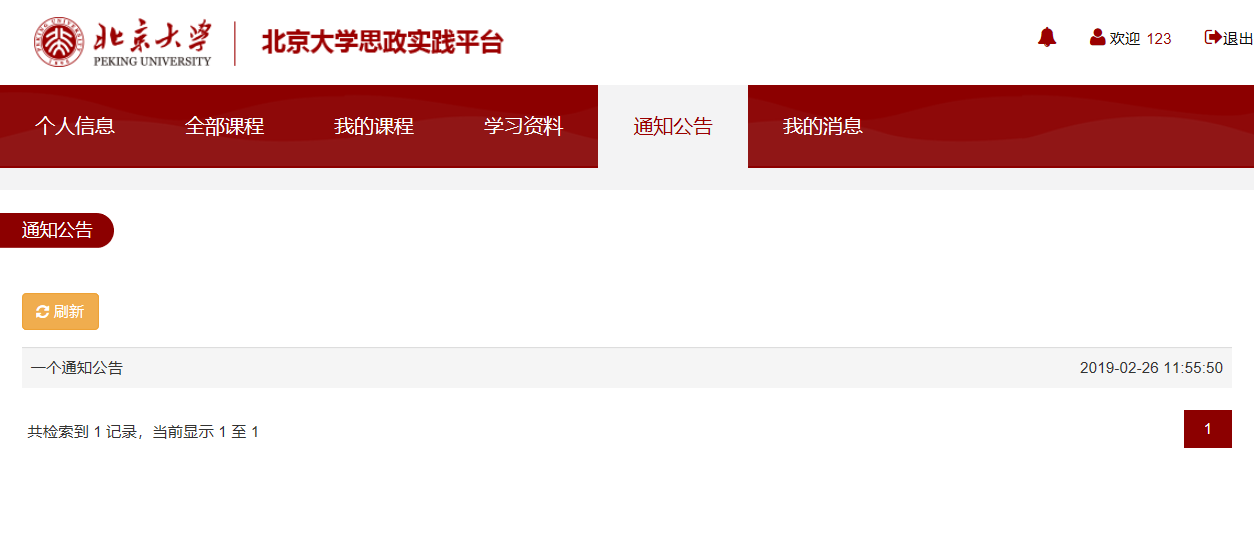 北京大学
PEKING UNIVERSITY
北京大学思政实践平台
欢迎 123
退出
个人信息
全部课程
我的课程
学习资料
通知公告
我的消息
通知公告
刷新
一个通知公告
2019-02-26 11:55:50
共检索到 1 记录，当前显示 1 至 1
1